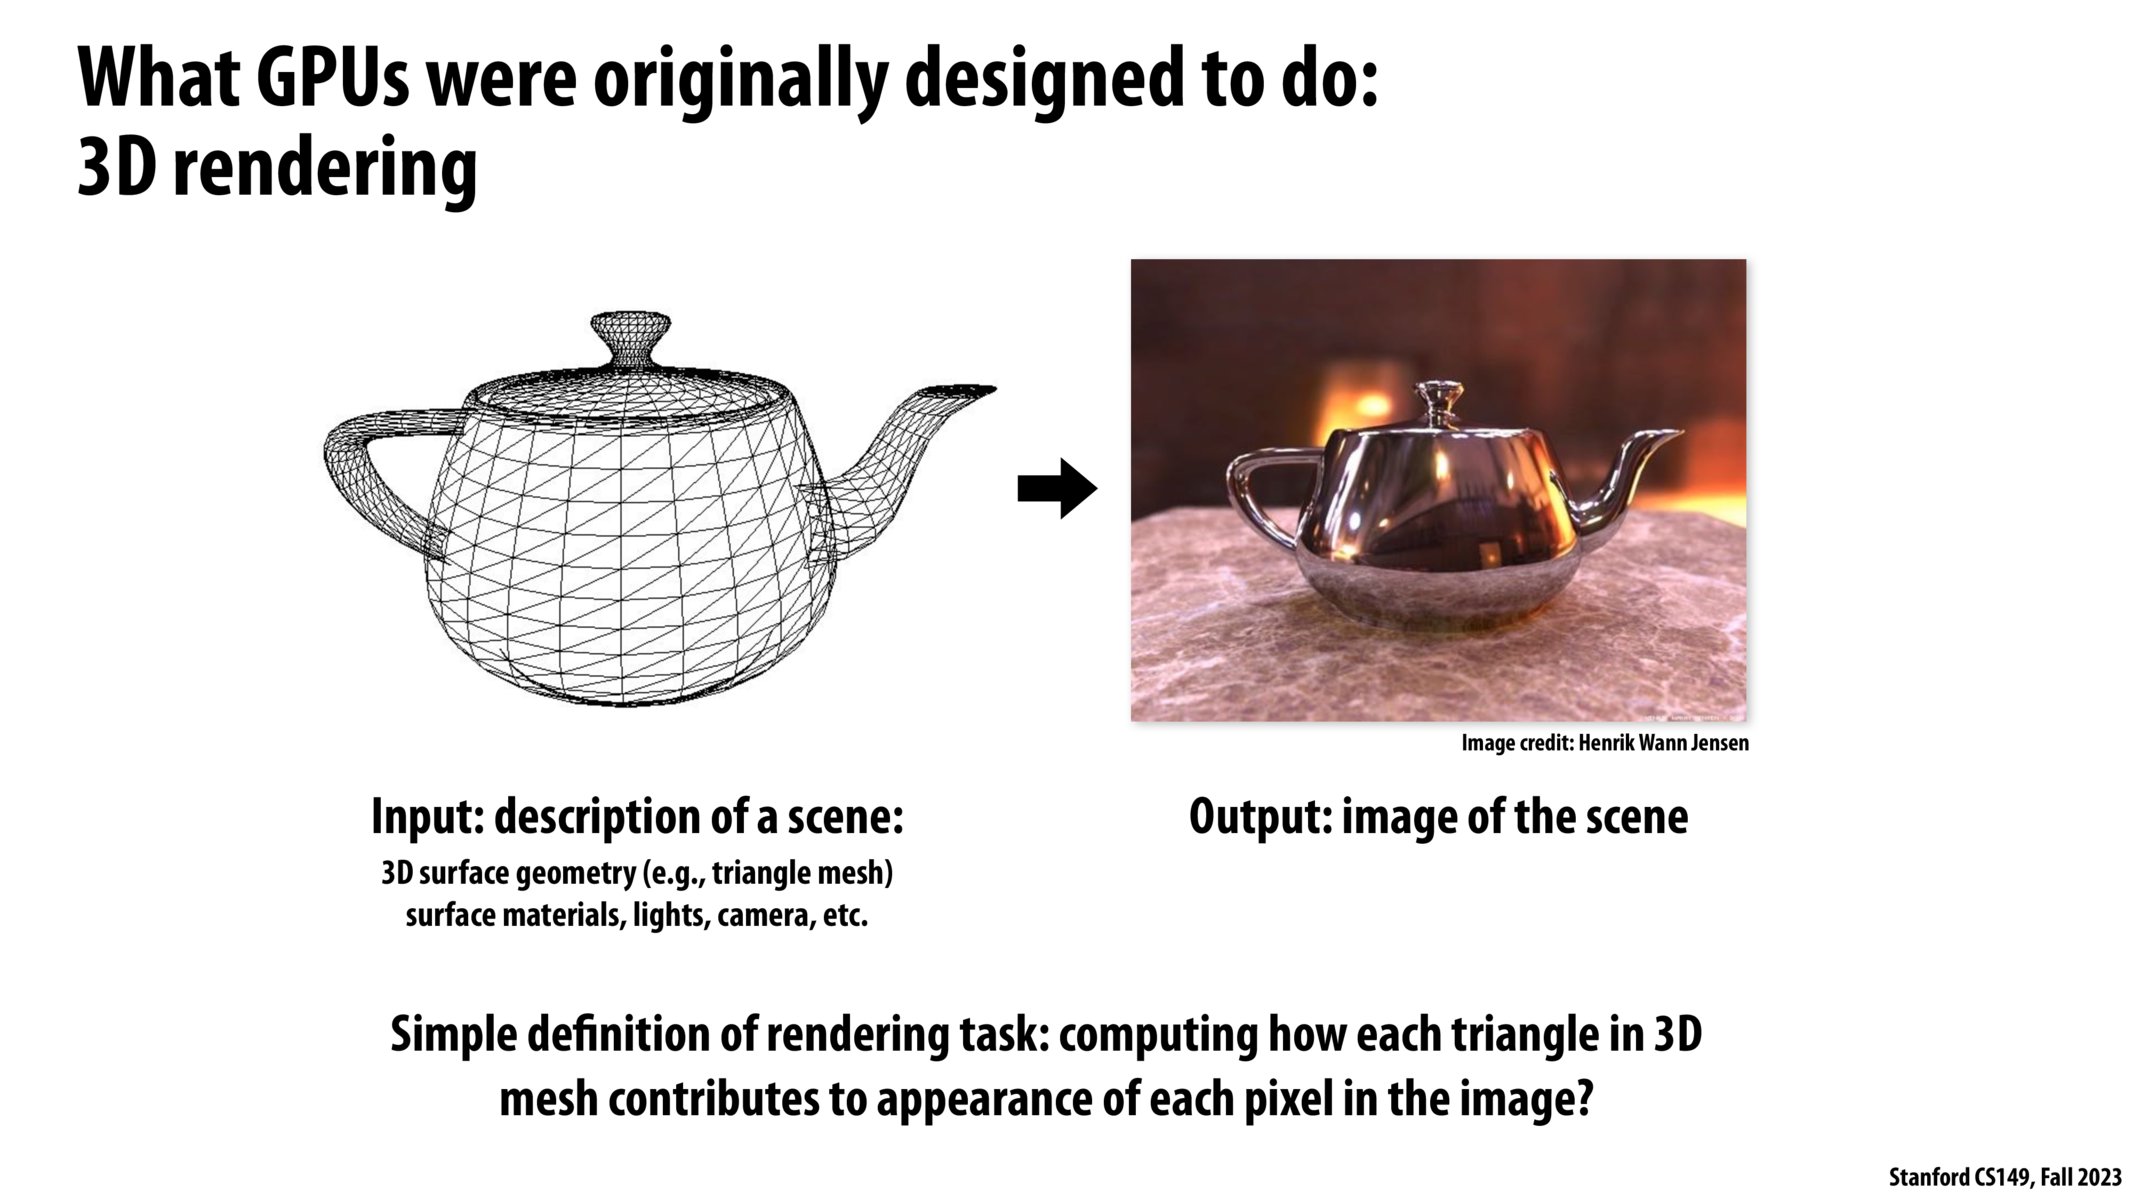 What GPUs were originally designed to do:
3D rendering
Image credit: Henrik Wann Jensen
Input: description of a scene:
3D surface geometry (e.g., triangle mesh)
surface materials, lights, camera, etc.
Output: image of the scene
Simple definition of rendering task: computing how each triangle in 3D
mesh contributes to appearance of each pixel in the image?
Stanford CS149, Fall 2023